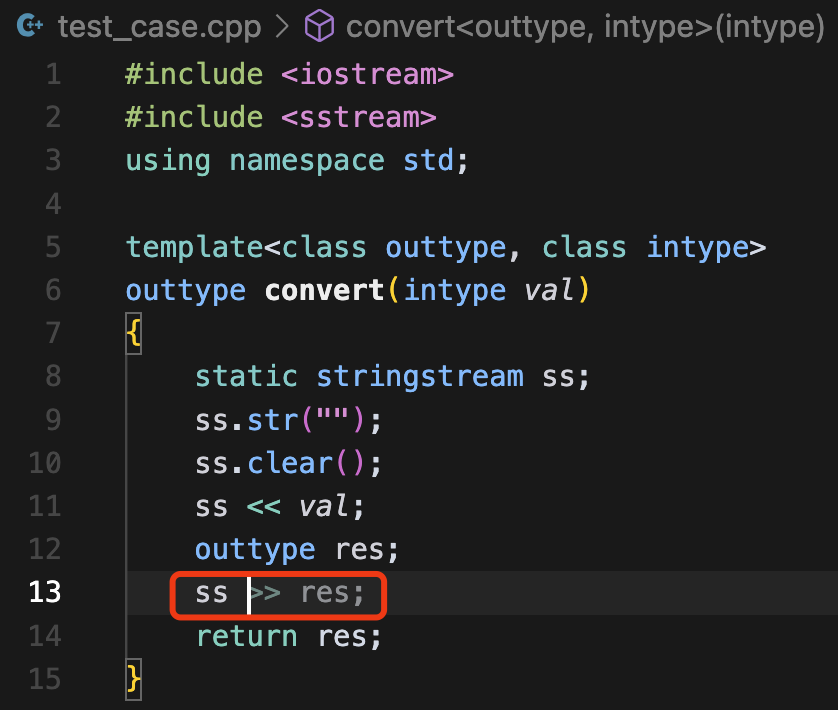 test_case.cpp > convert<outtype, intype>(intype)
1 #include <iostream>
2 #include <sstream>
3 using namespace std;
4
5 template<class outtype, class intype>
6 outtype convert(intype val)
7 {
8     static stringstream ss;
9     ss.str("");
10     ss.clear();
11     ss << val;
12     outtype res;
13     ss >> res;
14     return res;
15 }